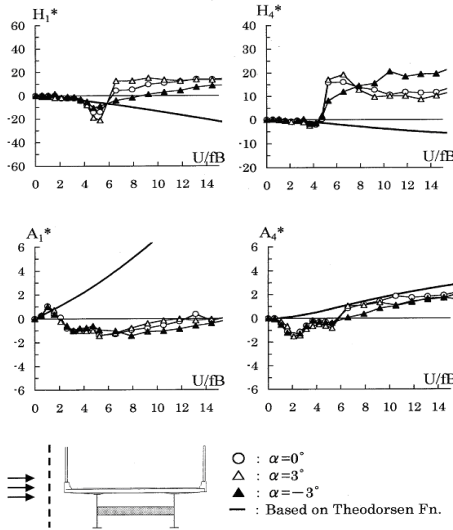 H₁*
60
40
20
0
-20
-40
-60
0 2 4 6 8 10 12 14
U/fB
H₄*
40
30
20
10
0
-10
20
0 2 4 6 8 10 12 14
U/fB
A₁*
6
4
2
0
-2
-4
-6
0 2 4 6 8 10 12 14
U/fB
A₄*
6
4
2
0
-2
-4
-6
0 2 4 6 8 10 12 14
U/fB
○ : α=0°
△ : α=3°
▲ : α=−3°
— : Based on Theodorsen Fn.